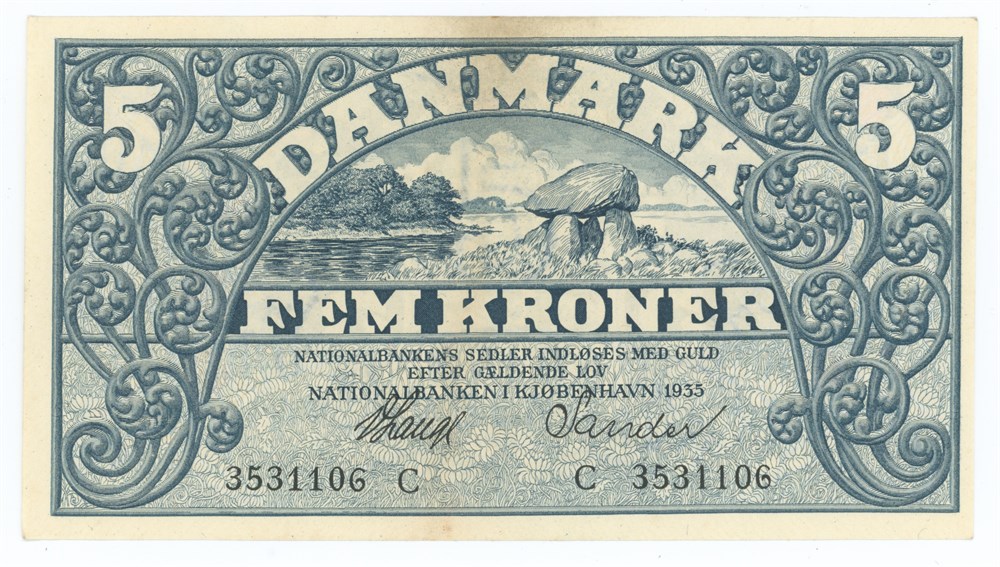 5 DANMARK 5
FEM KRONER
NATIONALBANKENS SEDLER INDLØSES MED GULD
EFTER GÆLDENDE LOV
NATIONALBANKEN I KJØBENHAVN 1935
V Lange Sander
3531106 C C 3531106